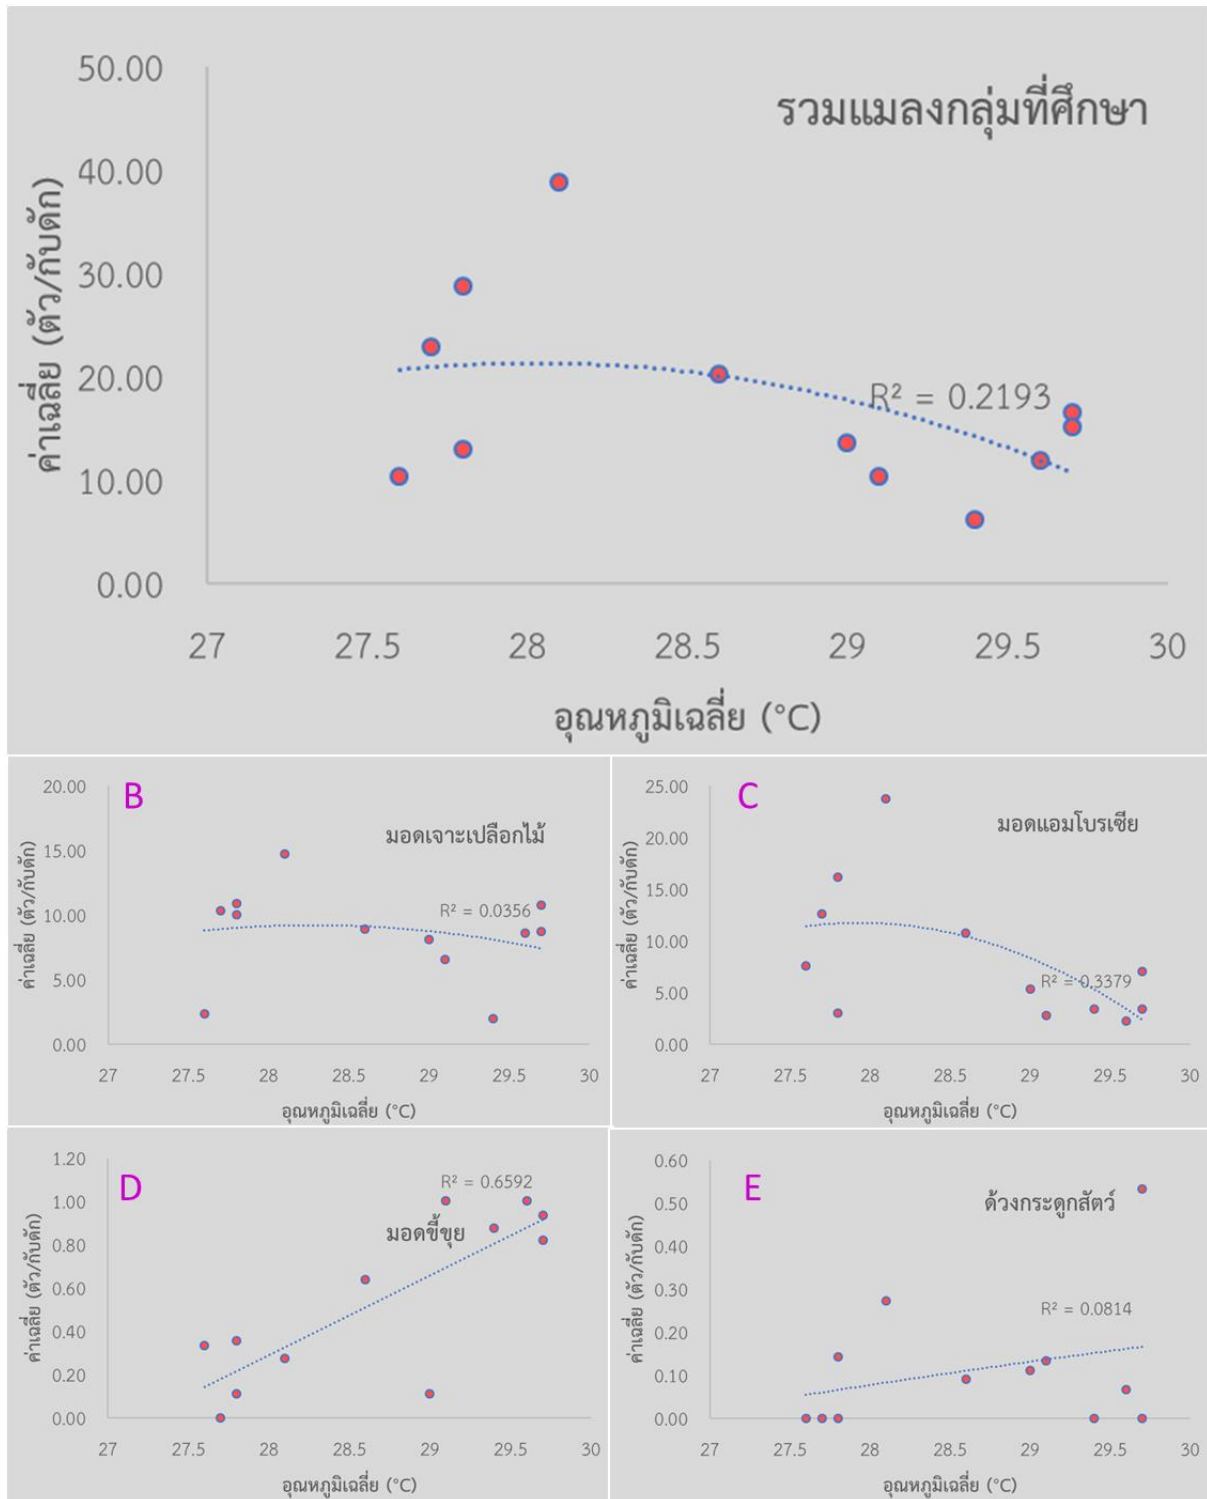 รวมแมลงกลุ่มที่ศึกษา
ค่าเฉลี่ย (ตัว/กับดัก)
50.00
40.00
30.00
20.00
10.00
0.00
R² = 0.2193
27 27.5 28 28.5 29 29.5 30
อุณหภูมิเฉลี่ย (°C)
B
มอดเจาะเปลือกไม้
ค่าเฉลี่ย (ตัว/กับดัก)
20.00
15.00
10.00
5.00
0.00
R² = 0.0356
27 27.5 28 28.5 29 29.5 30
อุณหภูมิเฉลี่ย (°C)
C
มอดแอมโบรเซีย
ค่าเฉลี่ย (ตัว/กับดัก)
25.00
20.00
15.00
10.00
5.00
0.00
R² = 0.3379
27 27.5 28 28.5 29 29.5 30
อุณหภูมิเฉลี่ย (°C)
D
R² = 0.6592
มอดขี้ขุย
ค่าเฉลี่ย (ตัว/กับดัก)
1.20
1.00
0.80
0.60
0.40
0.20
0.00
27 27.5 28 28.5 29 29.5 30
อุณหภูมิเฉลี่ย (°C)
E
ด้วงกระดูกสัตว์
ค่าเฉลี่ย (ตัว/กับดัก)
0.60
0.50
0.40
0.30
0.20
0.10
0.00
R² = 0.0814
27 27.5 28 28.5 29 29.5 30
อุณหภูมิเฉลี่ย (°C)